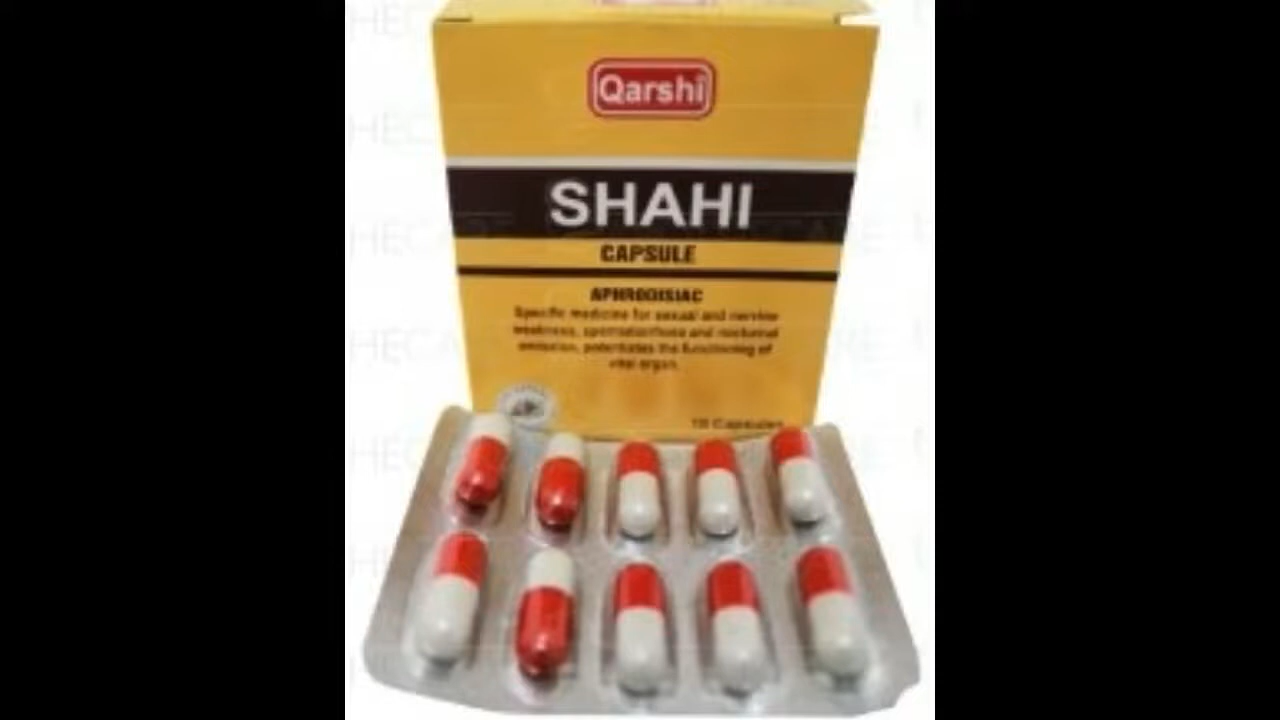 Qarshi
SHAHI
CAPSULE
APHRODISIAC
Specific medicine for sexual and nervine
weakness, spermatorrhoea and nocturnal
emission, potentiates the functioning of
vital organ.
10 Capsules